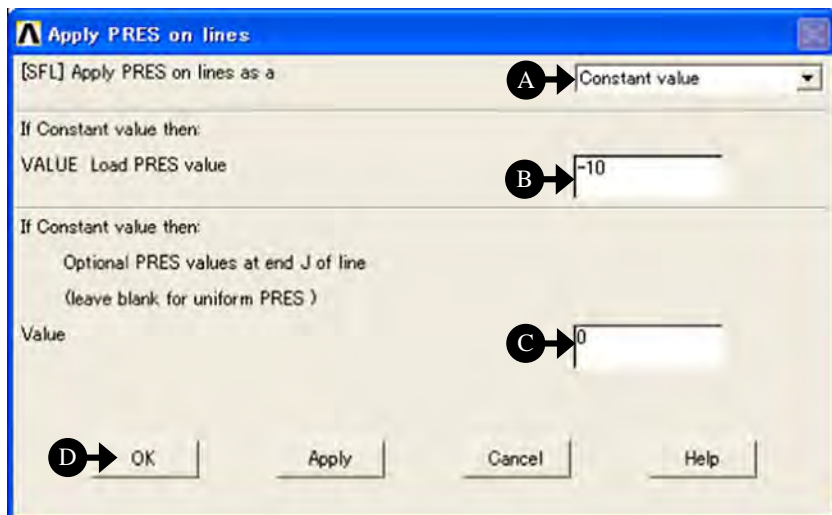 Apply PRES on lines
[SFL] Apply PRES on lines as a A Constant value
If Constant value then:
VALUE Load PRES value B -10
If Constant value then:
Optional PRES values at end J of line
(leave blank for uniform PRES )
Value C 0
D OK Apply Cancel Help